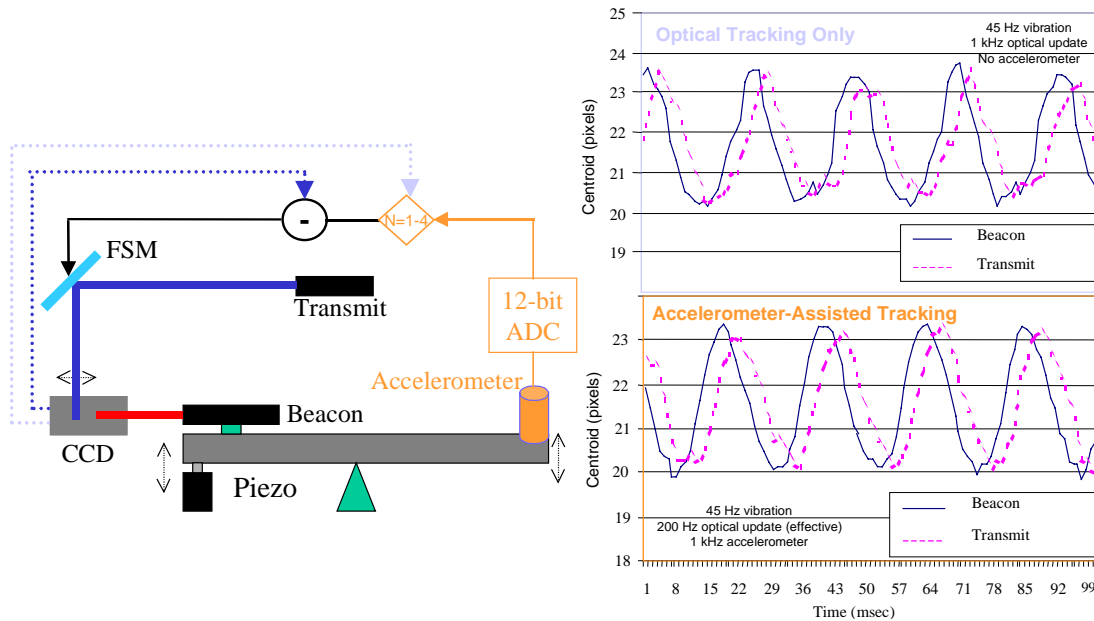 FSM
-
N=1-4
Transmit
12-bit
ADC
Accelerometer
Beacon
CCD
Piezo
Optical Tracking Only
45 Hz vibration
1 kHz optical update
No accelerometer
Centroid (pixels)
25
24
23
22
21
20
19
Beacon
Transmit
Accelerometer-Assisted Tracking
Centroid (pixels)
23
22
21
20
19
18
45 Hz vibration
200 Hz optical update (effective)
1 kHz accelerometer
Beacon
Transmit
1 8 15 22 29 36 43 50 57 64 71 78 85 92 99
Time (msec)